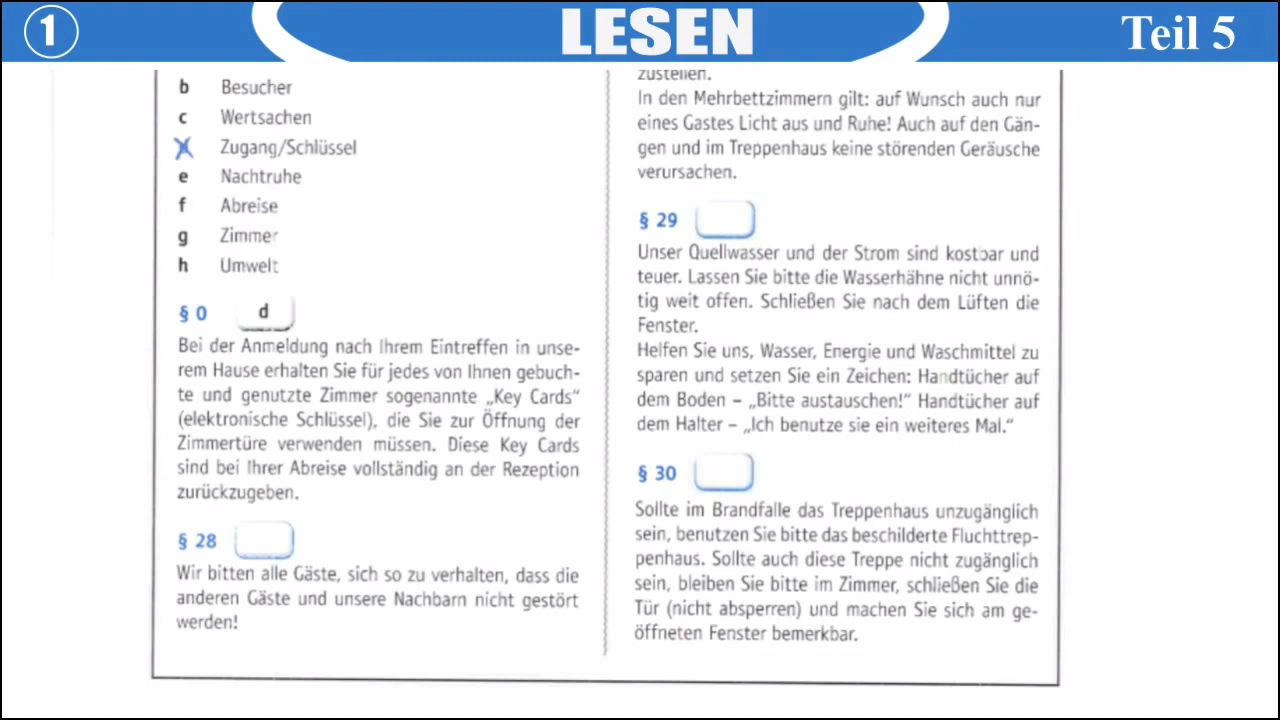 1
LESEN
Teil 5
b Besucher
c Wertsachen
Zugang/Schlüssel
e Nachtruhe
f Abreise
g Zimmer
h Umwelt
§ 0 d
Bei der Anmeldung nach Ihrem Eintreffen in unse-
rem Hause erhalten Sie für jedes von Ihnen gebuch-
te und genutzte Zimmer sogenannte „Key Cards“
(elektronische Schlüssel), die Sie zur Öffnung der
Zimmertüre verwenden müssen. Diese Key Cards
sind bei Ihrer Abreise vollständig an der Rezeption
zurückzugeben.
§ 28
Wir bitten alle Gäste, sich so zu verhalten, dass die
anderen Gäste und unsere Nachbarn nicht gestört
werden!
zustellen.
In den Mehrbettzimmern gilt: auf Wunsch auch nur
eines Gastes Licht aus und Ruhe! Auch auf den Gän-
gen und im Treppenhaus keine störenden Geräusche
verursachen.
§ 29
Unser Quellwasser und der Strom sind kostbar und
teuer. Lassen Sie bitte die Wasserhähne nicht unnö-
tig weit offen. Schließen Sie nach dem Lüften die
Fenster.
Helfen Sie uns, Wasser, Energie und Waschmittel zu
sparen und setzen Sie ein Zeichen: Handtücher auf
dem Boden – „Bitte austauschen!“ Handtücher auf
dem Halter – „Ich benutze sie ein weiteres Mal.“
§ 30
Sollte im Brandfalle das Treppenhaus unzugänglich
sein, benutzen Sie bitte das beschilderte Fluchttrep-
penhaus. Sollte auch diese Treppe nicht zugänglich
sein, bleiben Sie bitte im Zimmer, schließen Sie die
Tür (nicht absperren) und machen Sie sich am ge-
öffneten Fenster bemerkbar.